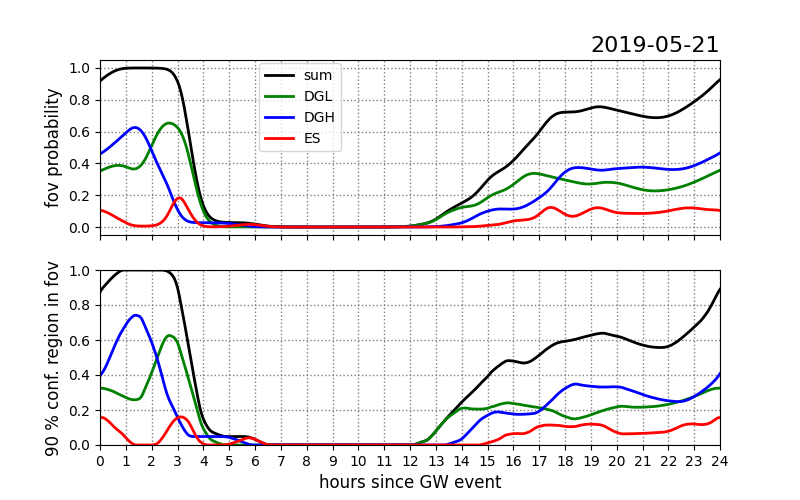 2019-05-21
fov probability
1.0
0.8
0.6
0.4
0.2
0.0
sum
DGL
DGH
ES
90 % conf. region in fov
1.0
0.8
0.6
0.4
0.2
0.0
0 1 2 3 4 5 6 7 8 9 10 11 12 13 14 15 16 17 18 19 20 21 22 23 24
hours since GW event